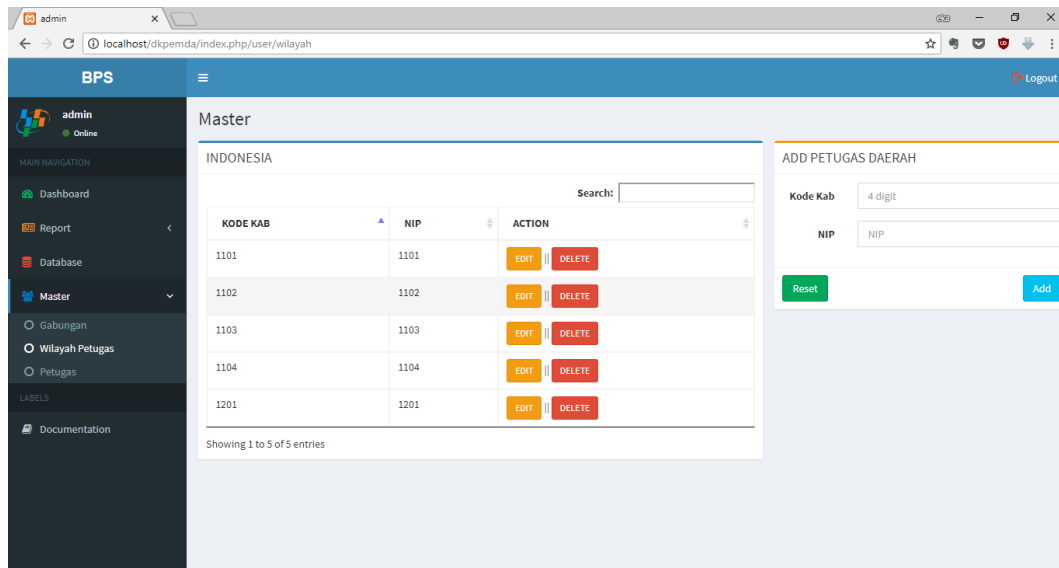 admin
localhost/dkpemda/index.php/user/wilayah
BPS
Logout
admin
Online
MAIN NAVIGATION
Dashboard
Report
Database
Master
Gabungan
Wilayah Petugas
Petugas
LABELS
Documentation
Master
INDONESIA
Search:
KODE KAB NIP ACTION
1101 1101 EDIT || DELETE
1102 1102 EDIT || DELETE
1103 1103 EDIT || DELETE
1104 1104 EDIT || DELETE
1201 1201 EDIT || DELETE
Showing 1 to 5 of 5 entries
ADD PETUGAS DAERAH
Kode Kab 4 digit
NIP NIP
Reset Add